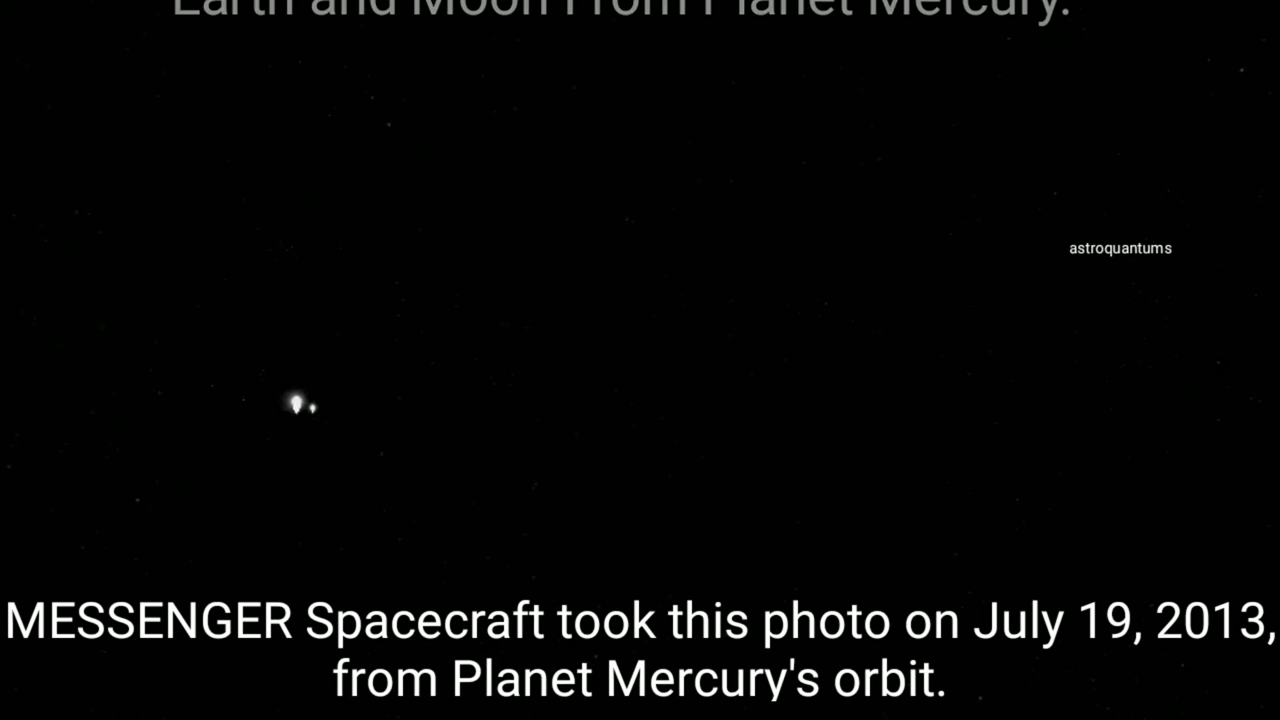 Earth and Moon From Planet Mercury.
astroquantums
MESSENGER Spacecraft took this photo on July 19, 2013,
from Planet Mercury's orbit.